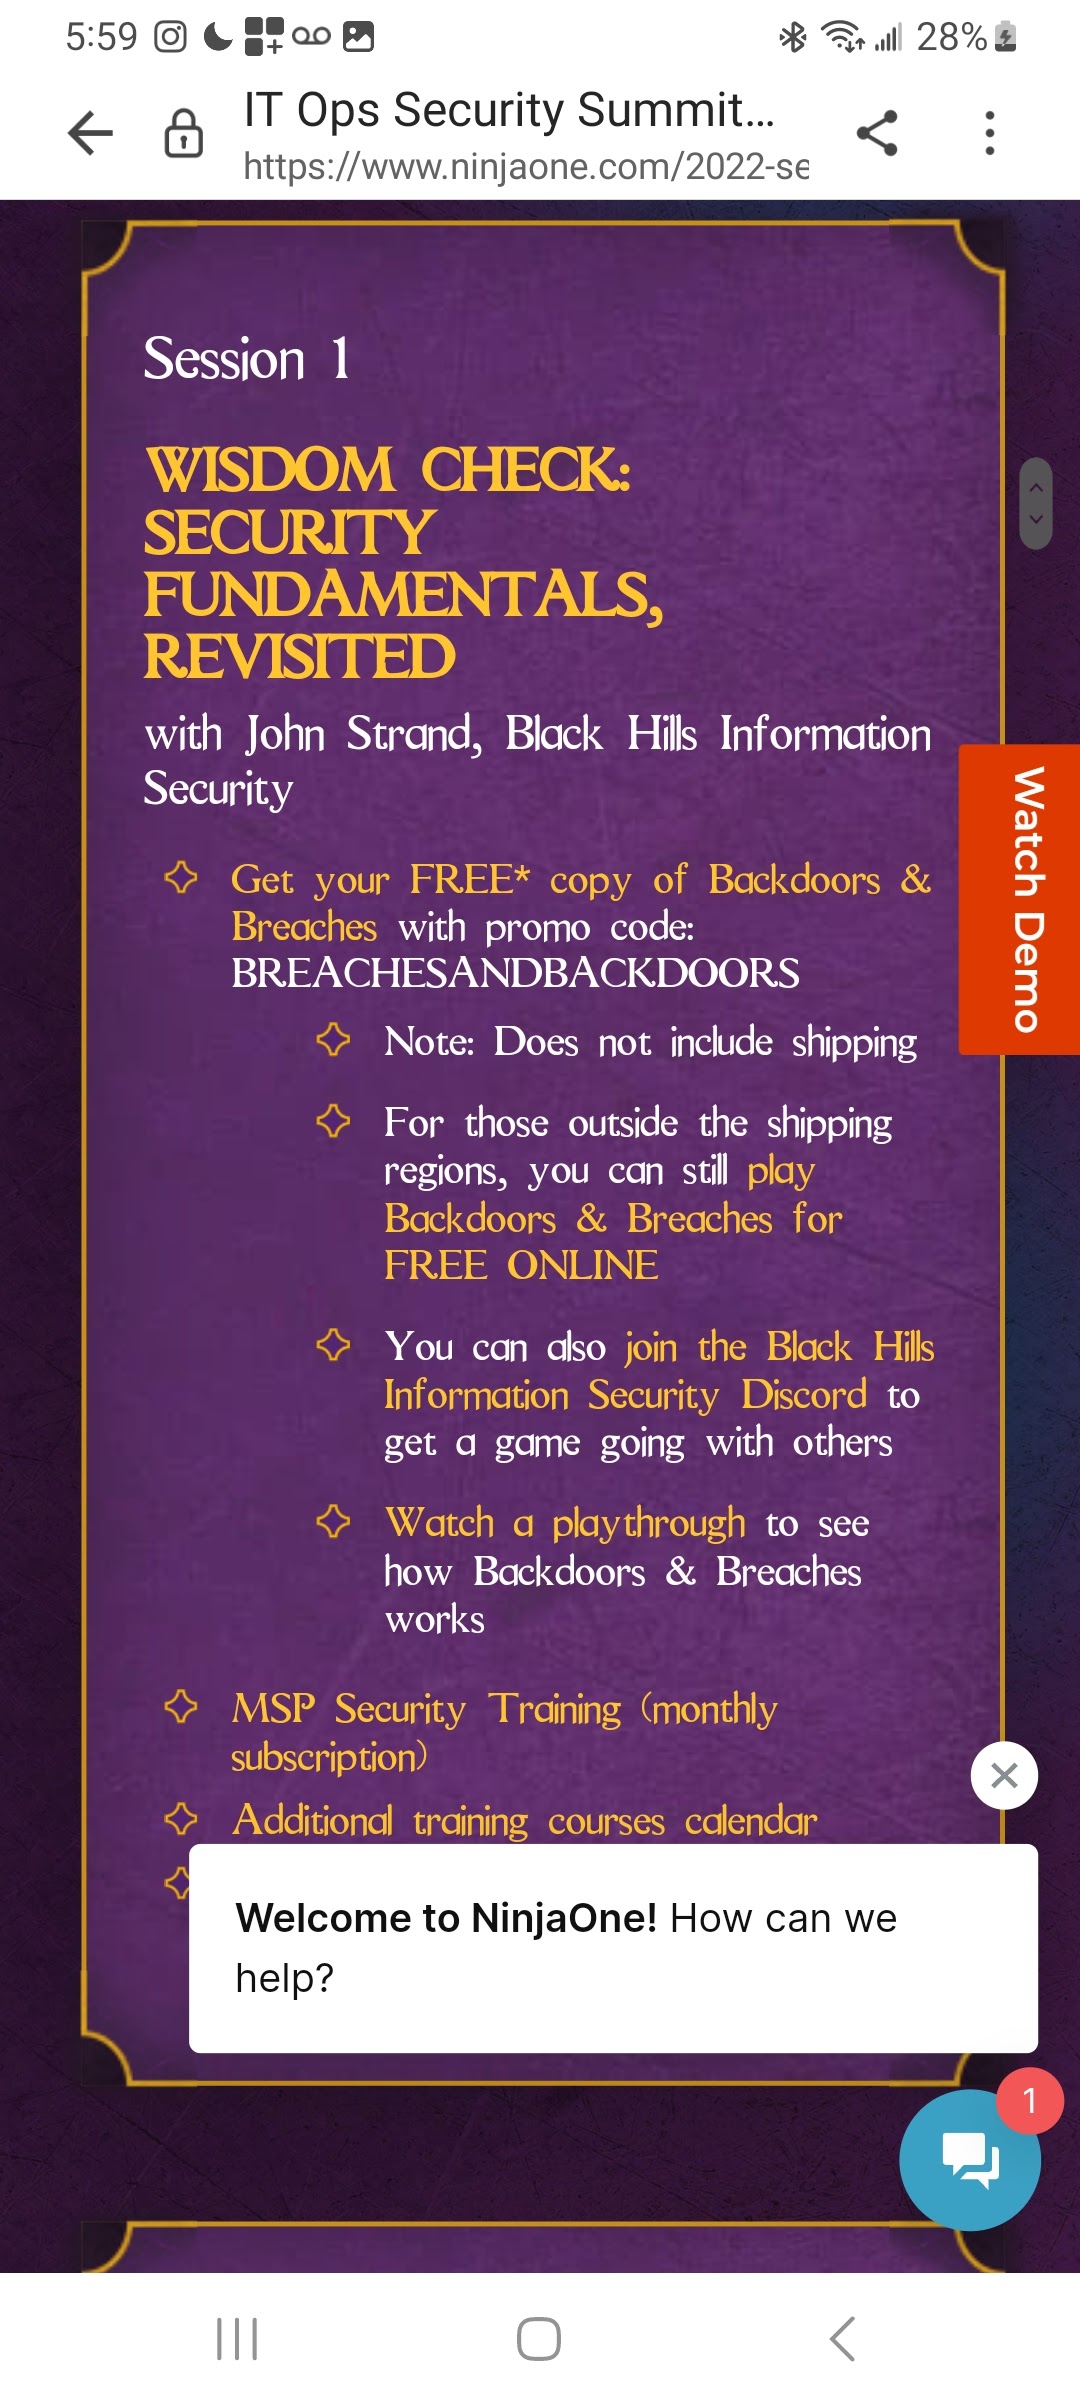 5:59
28%
IT Ops Security Summit...
https://www.ninjaone.com/2022-se
Session 1
WISDOM CHECK:
SECURITY
FUNDAMENTALS,
REVISITED
with John Strand, Black Hills Information
Security
Get your FREE* copy of Backdoors &
Breaches with promo code:
BREACHESANDBACKDOORS
Note: Does not include shipping
For those outside the shipping
regions, you can still play
Backdoors & Breaches for
FREE ONLINE
You can also join the Black Hills
Information Security Discord to
get a game going with others
Watch a playthrough to see
how Backdoors & Breaches
works
MSP Security Training (monthly
subscription)
Additional training courses calendar
Watch Demo
Welcome to NinjaOne! How can we
help?
1